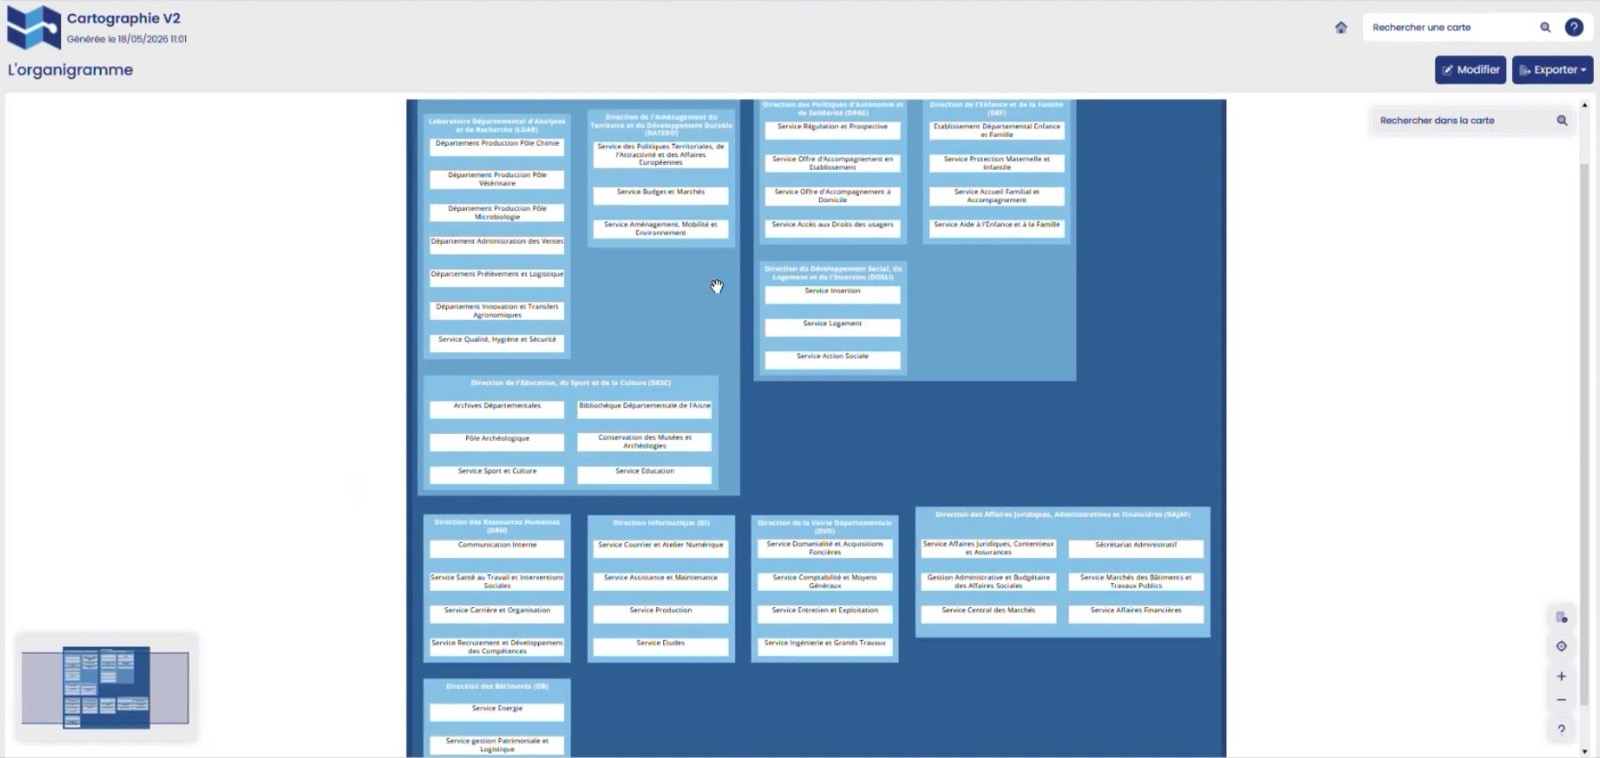 Cartographie V2
Générée le 18/05/2026 11:01
Rechercher une carte
?
L'organigramme
Modifier
Exporter
Rechercher dans la carte
Laboratoire Départemental d'Analyses
et de Recherche (LDAR)
Département Production Pôle Chimie
Département Production Pôle
Vétérinaire
Département Production Pôle
Microbiologie
Département Administration des Ventes
Département Prélèvement et Logistique
Département Innovation et Transfert
Agronomiques
Service Qualité, Hygiène et Sécurité
Direction de l'Aménagement du
Territoire et du Développement Durable
(DATEDD)
Service des Politiques Territoriales, de
l'Attractivité et des Affaires
Européennes
Service Budget et Marchés
Service Aménagement, Mobilité et
Environnement
Direction des Politiques d'Autonomie et
de Solidarité (DPAS)
Service Régulation et Prospective
Service Offre d'Accompagnement en
Etablissement
Service Offre d'Accompagnement à
Domicile
Service Accès aux Droits des usagers
Direction de l'Enfance et de la Famille
(DEF)
Etablissement Départemental Enfance
et Famille
Service Protection Maternelle et
Infantile
Service Accueil Familial et
Accompagnement
Service Aide à l'Enfance et à la Famille
Direction du Développement Social, du
Logement et de l'Insertion (DDSLI)
Service Insertion
Service Logement
Service Action Sociale
Direction de l'Education, du Sport et de la Culture (DESC)
Archives Départementales
Bibliothèque Départementale de l'Aisne
Pôle Archéologique
Conservation des Musées et
Archéologies
Service Sport et Culture
Service Education
Direction des Ressources Humaines
(DRH)
Communication Interne
Service Santé au Travail et Interventions
Sociales
Service Carrière et Organisation
Service Recrutement et Développement
des Compétences
Direction Informatique (DI)
Service Courrier et Atelier Numérique
Service Assistance et Maintenance
Service Production
Service Etudes
Direction de la Voirie Départementale
(DVD)
Service Domanialité et Acquisitions
Foncières
Service Comptabilité et Moyens
Généraux
Service Entretien et Exploitation
Service Ingénierie et Grands Travaux
Direction des Affaires Juridiques, Administratives et Financières (DAJAF)
Service Affaires Juridiques, Contentieux
et Assurances
Sécrétariat Administratif
Gestion Administrative et Budgétaire
des Affaires Sociales
Service Marchés des Bâtiments et
Travaux Publics
Service Central des Marchés
Service Affaires Financières
Direction des Bâtiments (DB)
Service Energie
Service gestion Patrimoniale et
Logistique
+
−
?